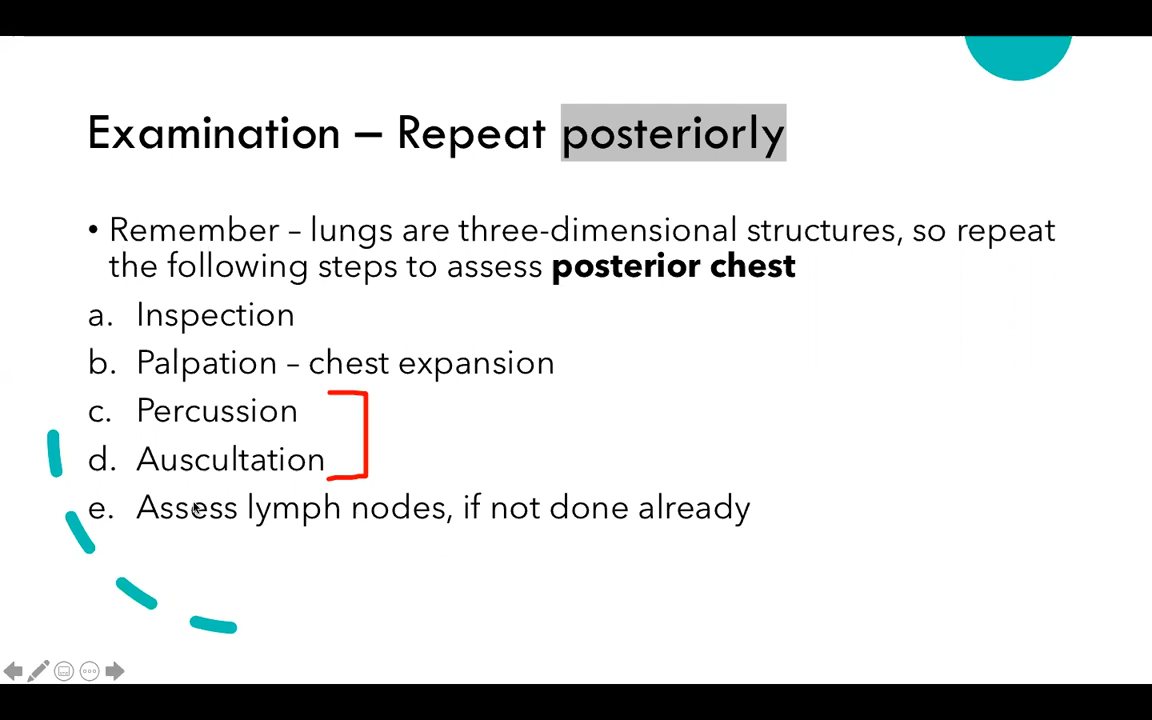 Examination – Repeat posteriorly
• Remember – lungs are three-dimensional structures, so repeat
the following steps to assess posterior chest
a. Inspection
b. Palpation – chest expansion
c. Percussion
d. Auscultation
e. Assess lymph nodes, if not done already